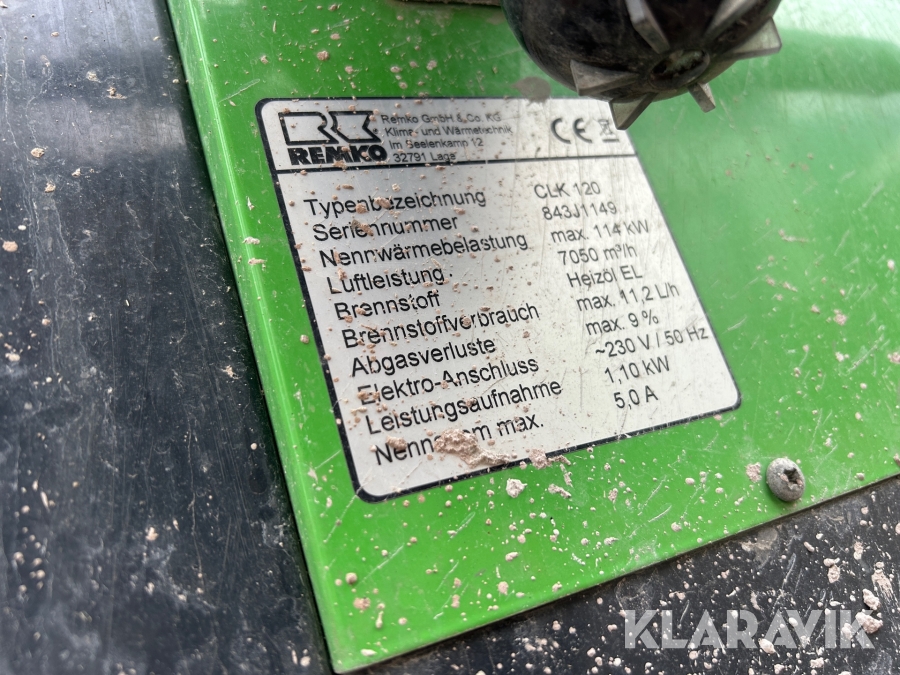 REMKO
Remko GmbH & Co. KG
Klima- und Wärmetechnik
Im Seelenkamp 12
32791 Lage
CE
Typenbezeichnung CLK 120
Seriennummer 843J1149
Nennwärmebelastung max. 114 kW
Luftleistung 7050 m³/h
Brennstoff Heizöl EL
Brennstoffverbrauch max. 11,2 L/h
Abgasverluste max. 9 %
Elektro-Anschluss ~230 V / 50 Hz
Leistungsaufnahme 1,10 kW
Nennstrom max. 5,0 A
KLARAVIK